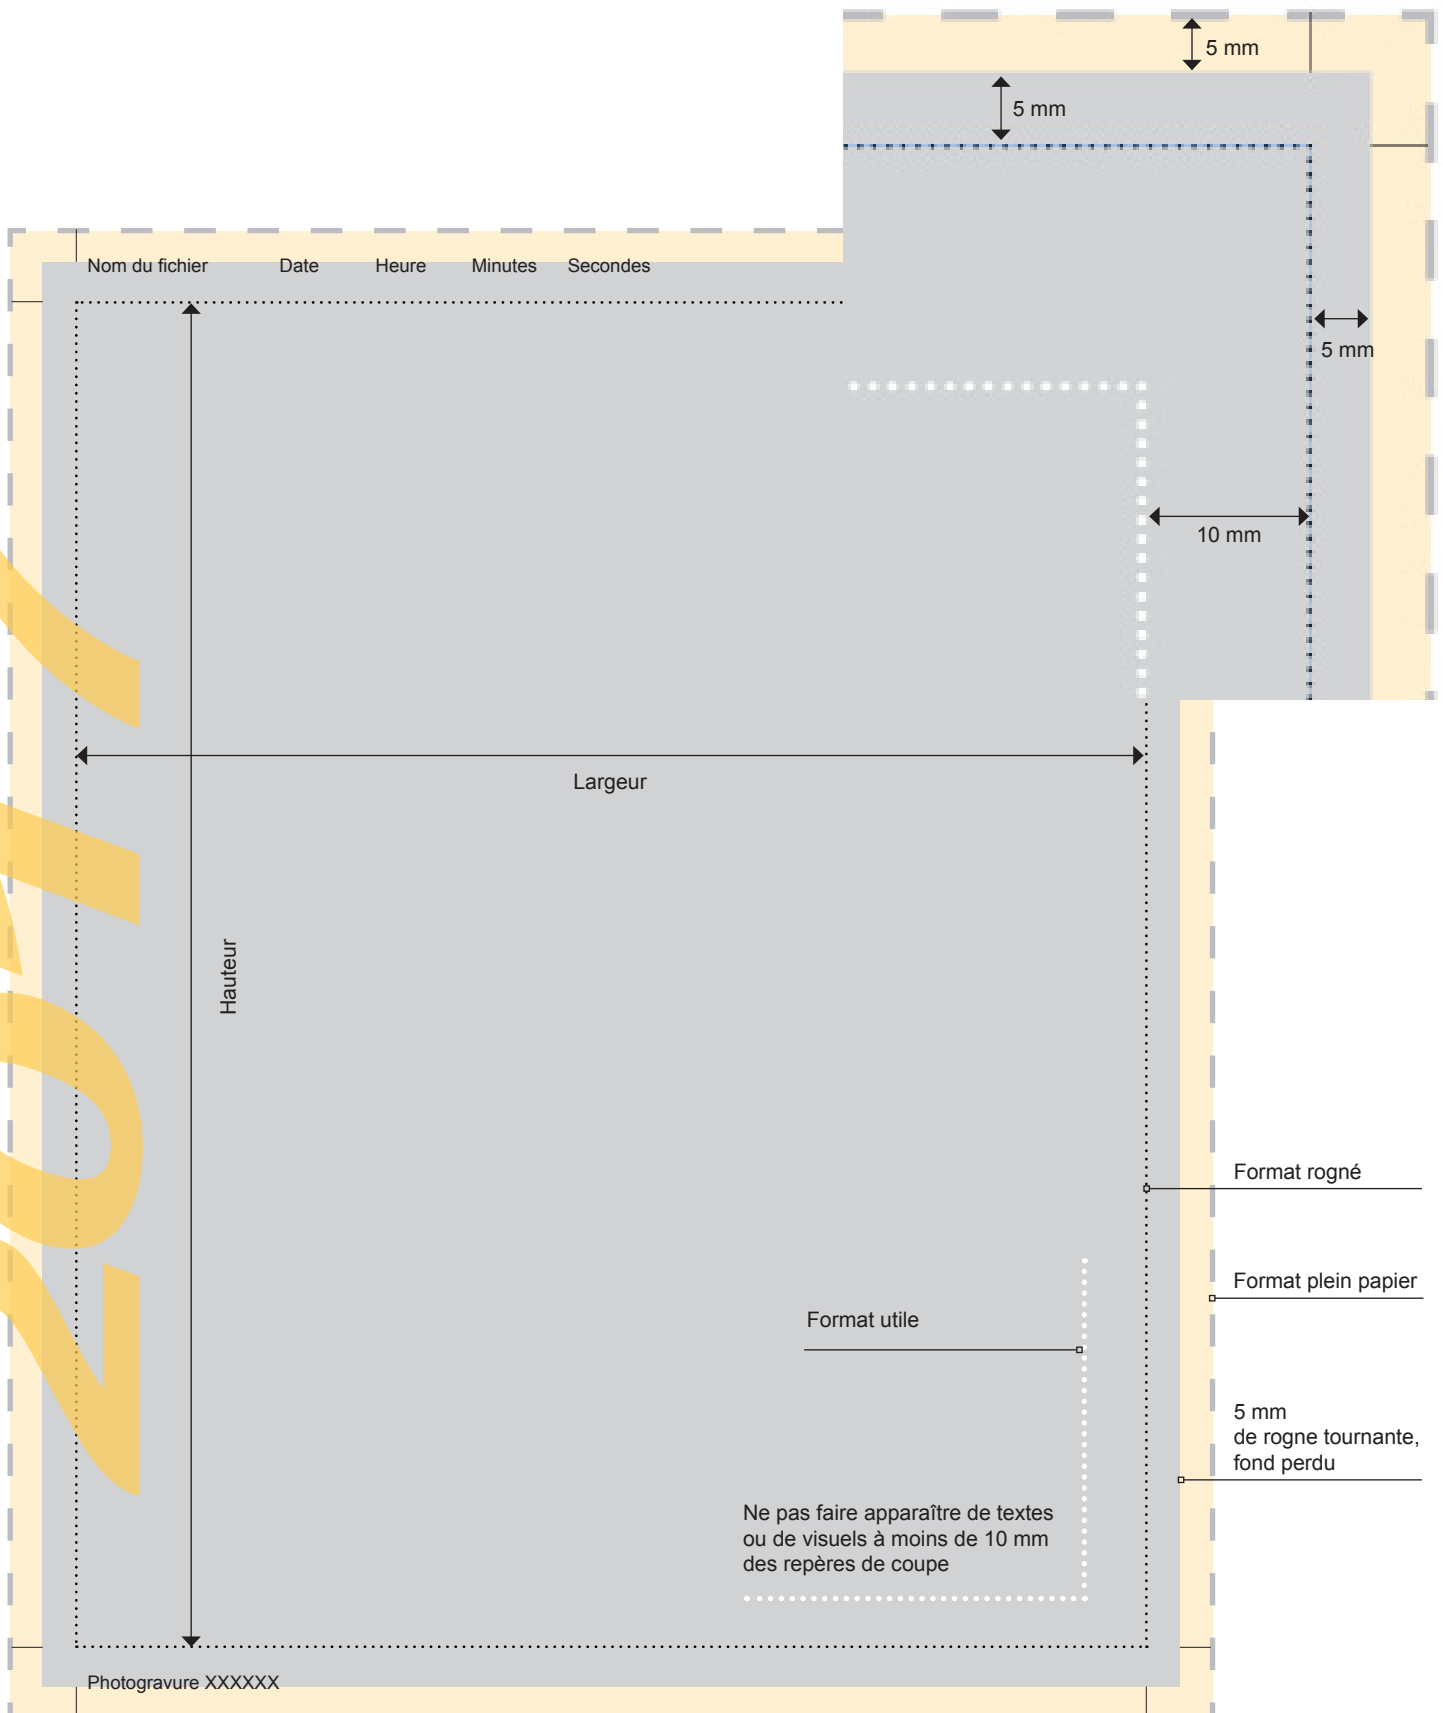 5 mm
5 mm
Nom du fichier Date Heure Minutes Secondes
5 mm
10 mm
Largeur
Hauteur
Format rogné
Format plein papier
Format utile
5 mm
de rogne tournante,
fond perdu
Ne pas faire apparaître de textes
ou de visuels à moins de 10 mm
des repères de coupe
Photogravure XXXXXX